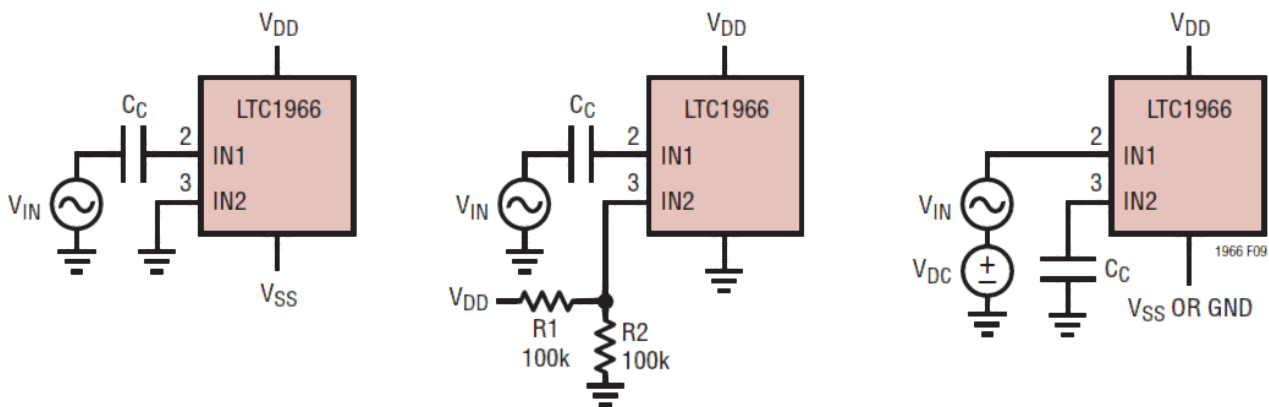 VDD
LTC1966
CC
2
IN1
3
IN2
VIN
VSS
VDD
LTC1966
CC
2
IN1
3
IN2
VIN
VDD
R1
100k
R2
100k
VDD
LTC1966
2
IN1
3
IN2
VIN
1966 F09
VDC
+
−
CC
VSS OR GND